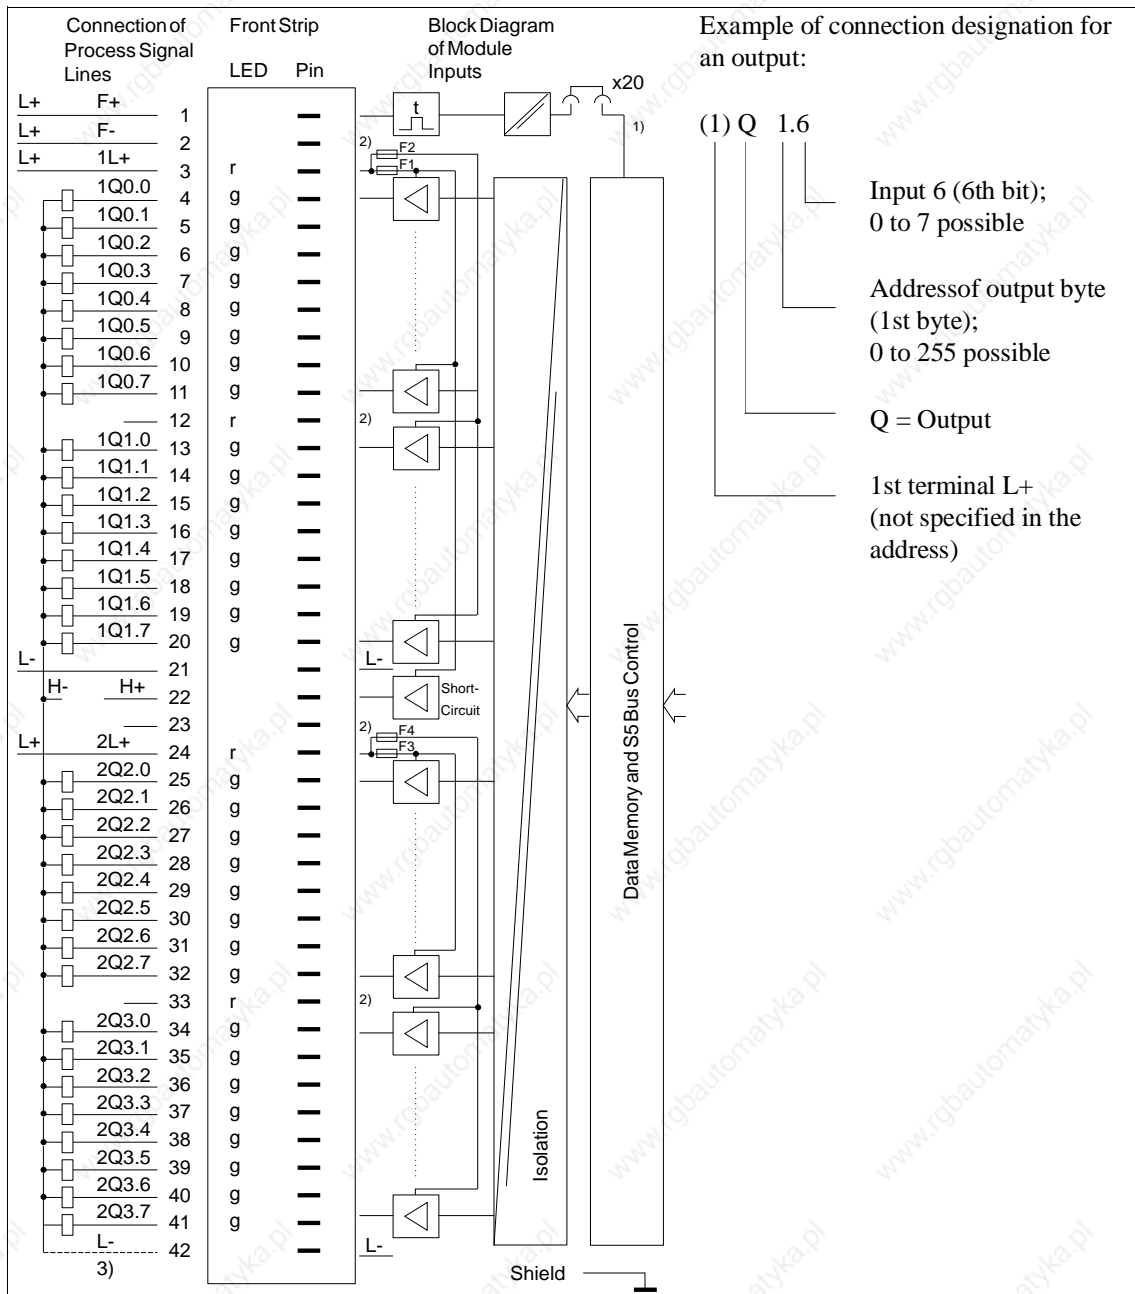 Connection of
Process Signal
Lines
Front Strip
LED Pin
Block Diagram
of Module
Inputs
Example of connection designation for
an output:
x20
1)
t
(1) Q 1.6
Input 6 (6th bit);
0 to 7 possible
Addressof output byte
(1st byte);
0 to 255 possible
Q = Output
1st terminal L+
(not specified in the
address)
L+ F+ 1
L+ F- 2
L+ 1L+ 3 r 2) F2
F1
1Q0.0 4 g
1Q0.1 5 g
1Q0.2 6 g
1Q0.3 7 g
1Q0.4 8 g
1Q0.5 9 g
1Q0.6 10 g
1Q0.7 11 g
12 r 2)
1Q1.0 13 g
1Q1.1 14 g
1Q1.2 15 g
1Q1.3 16 g
1Q1.4 17 g
1Q1.5 18 g
1Q1.6 19 g
1Q1.7 20 g
L- 21 L-
H- H+ 22 Short-
Circuit
23
L+ 2L+ 24 r 2) F4
F3
2Q2.0 25 g
2Q2.1 26 g
2Q2.2 27 g
2Q2.3 28 g
2Q2.4 29 g
2Q2.5 30 g
2Q2.6 31 g
2Q2.7 32 g
33 r 2)
2Q3.0 34 g
2Q3.1 35 g
2Q3.2 36 g
2Q3.3 37 g
2Q3.4 38 g
2Q3.5 39 g
2Q3.6 40 g
2Q3.7 41 g
L- 42 L-
3)
Isolation
Data Memory and S5 Bus Control
Shield
www.rgbautomatyka.pl